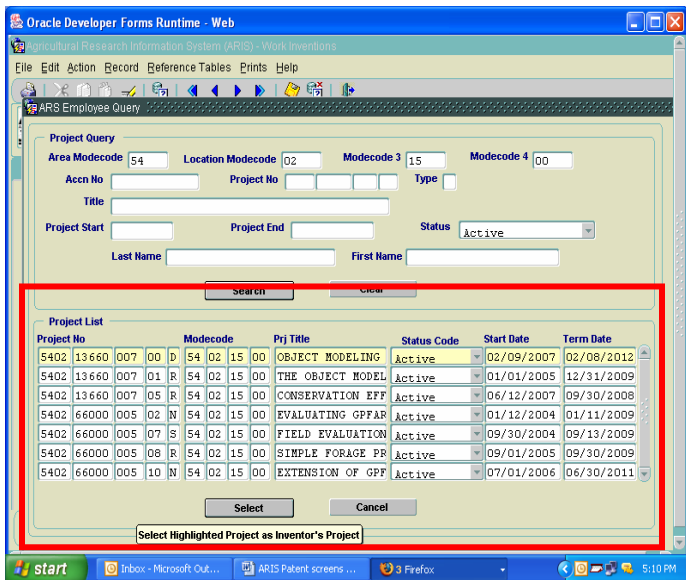 Oracle Developer Forms Runtime - Web
Agricultural Research Information System (ARIS) - Work Inventions
File Edit Action Record Reference Tables Prints Help
ARS Employee Query
Project Query
Area Modecode 54 Location Modecode 02 Modecode 3 15 Modecode 4 00
Accn No Project No Type
Title
Project Start Project End Status Active
Last Name First Name
Search Clear
Project List
Project No Modecode Prj Title Status Code Start Date Term Date
5402 13660 007 00 D 54 02 15 00 OBJECT MODELING Active 02/09/2007 02/08/2012
5402 13660 007 01 R 54 02 15 00 THE OBJECT MODEL Active 01/01/2005 12/31/2009
5402 13660 007 05 R 54 02 15 00 CONSERVATION EFF Active 06/12/2007 09/30/2008
5402 66000 005 02 N 54 02 15 00 EVALUATING GPFAR Active 01/12/2004 01/11/2009
5402 66000 005 07 S 54 02 15 00 FIELD EVALUATION Active 09/30/2004 09/13/2009
5402 66000 005 08 R 54 02 15 00 SIMPLE FORAGE PR Active 09/01/2005 09/30/2009
5402 66000 005 10 N 54 02 15 00 EXTENSION OF GPF Active 07/01/2006 06/30/2011
Select Cancel
Select Highlighted Project as Inventor's Project
start Inbox - Microsoft Out... ARIS Patent screens ... 3 Firefox 5:10 PM